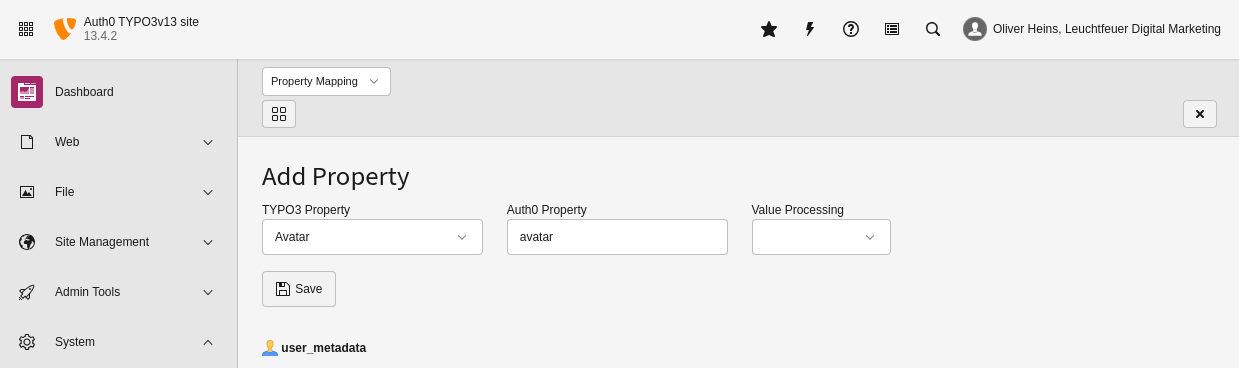 Auth0 TYPO3v13 site
13.4.2
Oliver Heins, Leuchtfeuer Digital Marketing
Dashboard
Web
File
Site Management
Admin Tools
System
Property Mapping
Add Property
TYPO3 Property
Auth0 Property
Value Processing
Avatar
avatar
Save
user_metadata